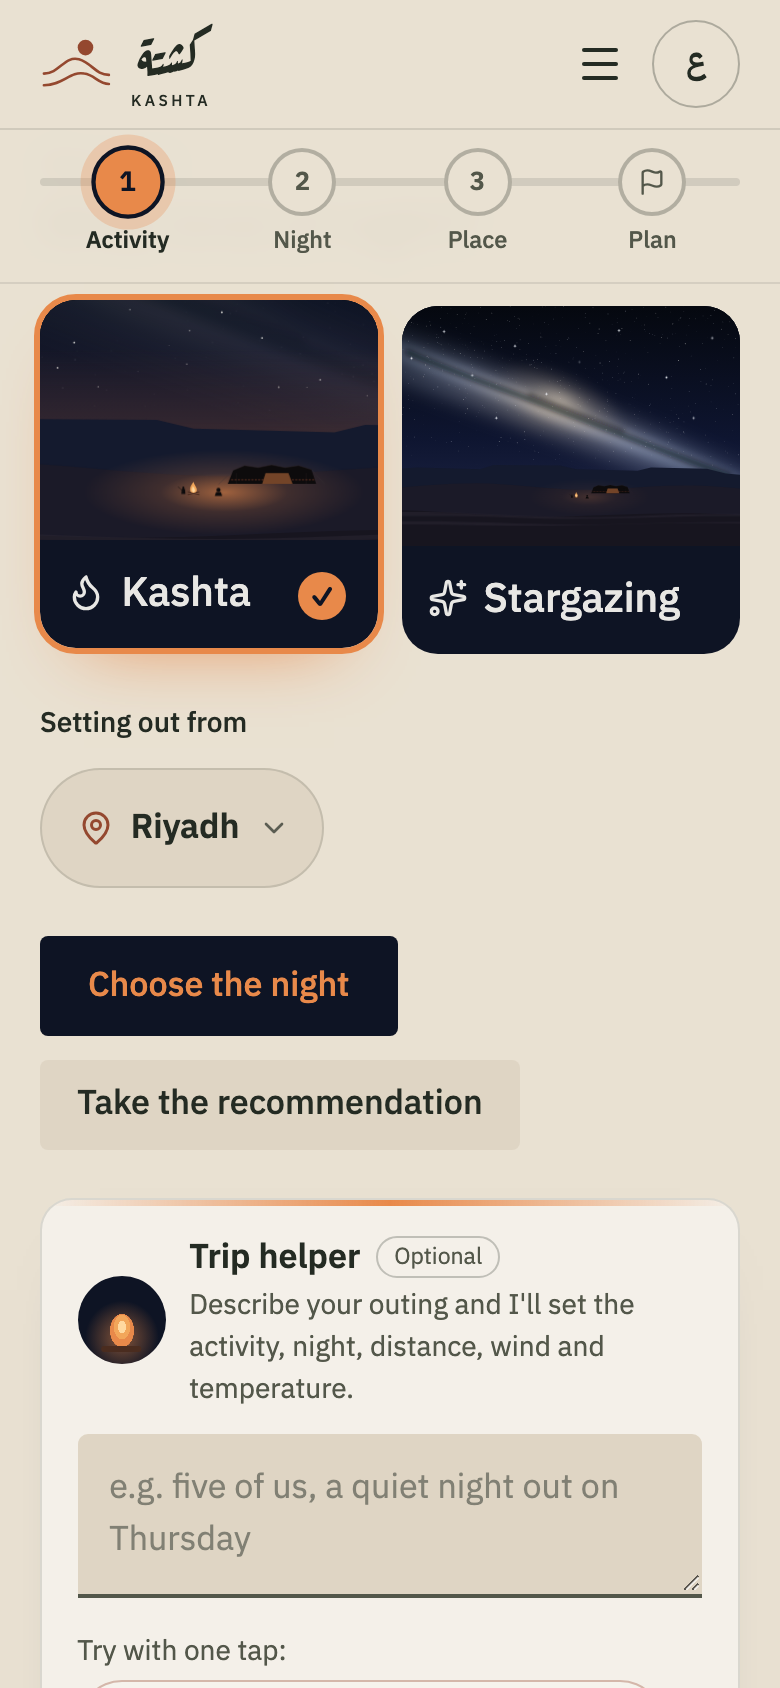 كشتة
KASHTA
ع
1
2
3
Activity
Night
Place
Plan
Kashta
Stargazing
Setting out from
Riyadh
Choose the night
Take the recommendation
Trip helper
Optional
Describe your outing and I'll set the
activity, night, distance, wind and
temperature.
e.g. five of us, a quiet night out on
Thursday
Try with one tap: